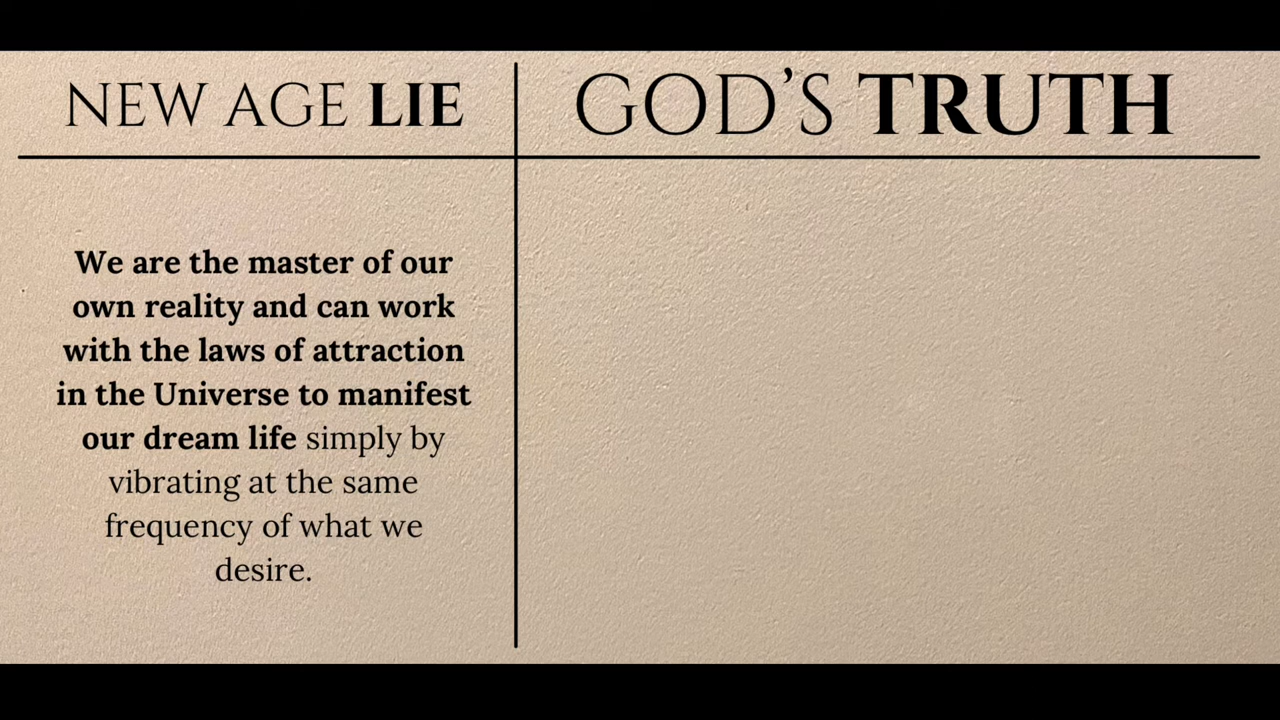 NEW AGE LIE
GOD'S TRUTH
We are the master of our
own reality and can work
with the laws of attraction
in the Universe to manifest
our dream life simply by
vibrating at the same
frequency of what we
desire.